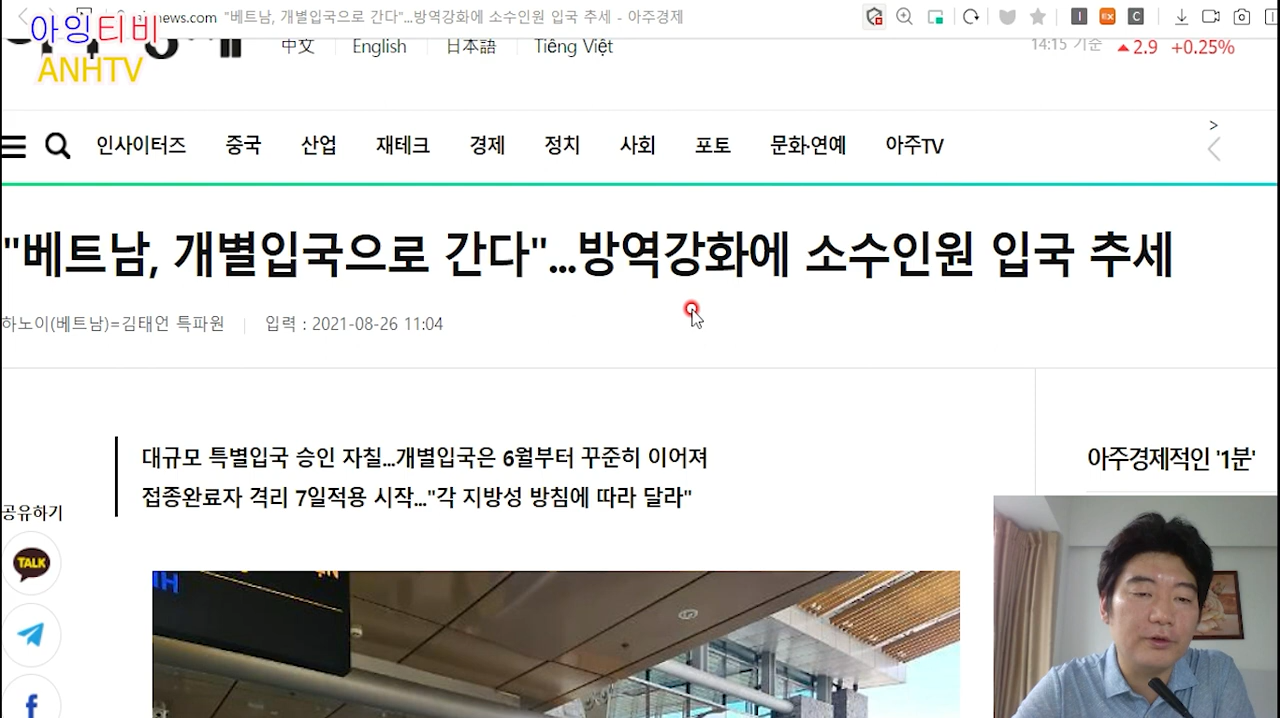 "베트남, 개별입국으로 간다"...방역강화에 소수인원 입국 추세 - 아주경제
아잉티비
ANHTV
中文 English 日本語 Tiếng Việt
14:15 기준 ▲ 2.9 +0.25%
인사이터즈 중국 산업 재테크 경제 정치 사회 포토 문화·연예 아주TV
"베트남, 개별입국으로 간다"...방역강화에 소수인원 입국 추세
하노이(베트남)=김태언 특파원 | 입력 : 2021-08-26 11:04
대규모 특별입국 승인 자칠...개별입국은 6월부터 꾸준히 이어져
접종완료자 격리 7일적용 시작..."각 지방성 방침에 따라 달라"
아주경제적인 '1분'
공유하기
TALK